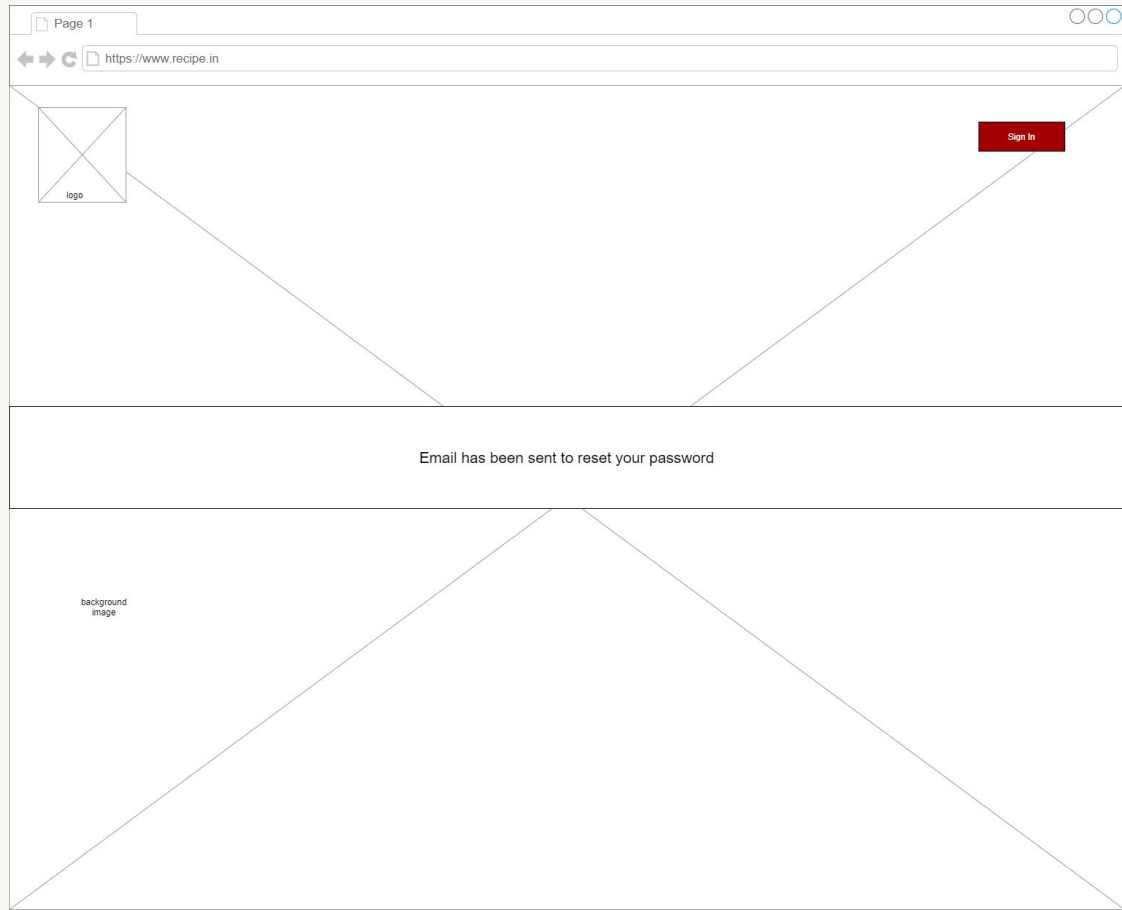 Page 1
https://www.recipe.in
Sign In
logo
Email has been sent to reset your password
background
image